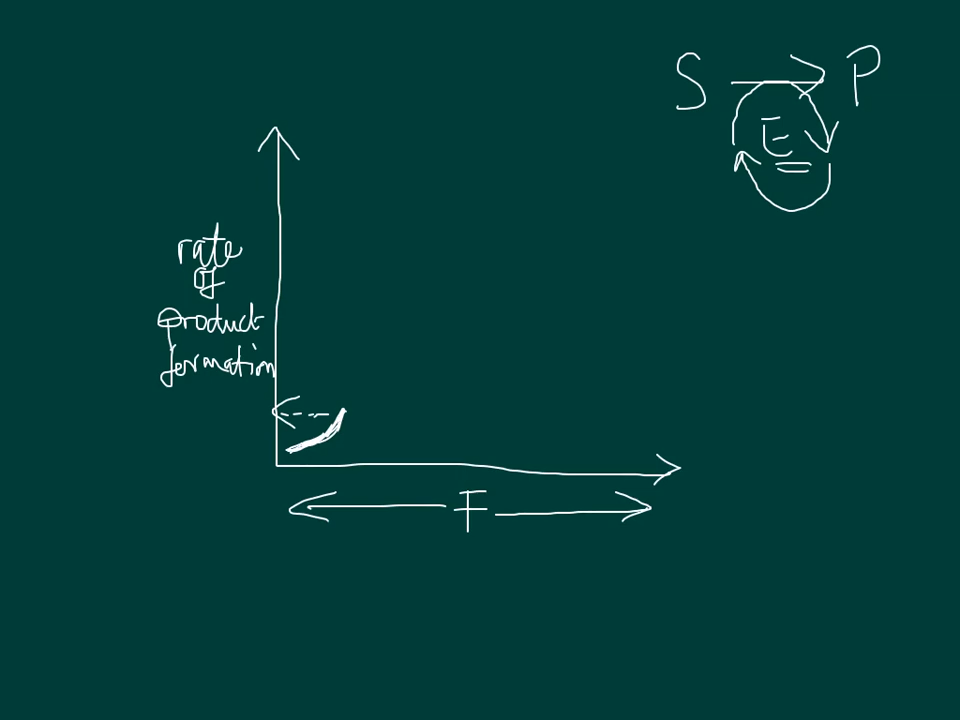 S → P
E
rate
of
product
formation
F